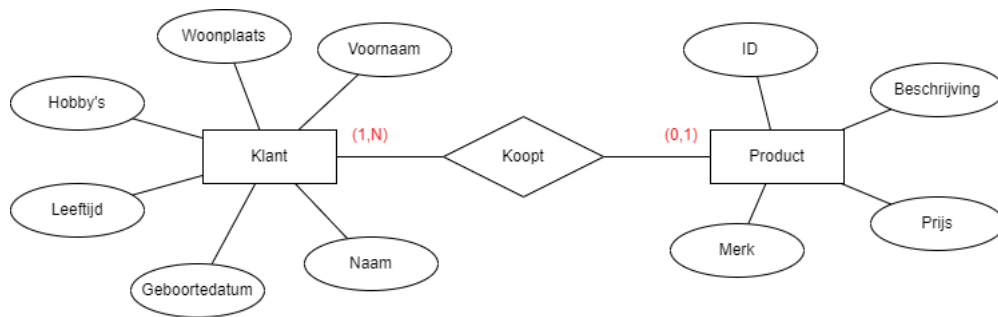 Woonplaats
Voornaam
ID
Hobby's
Beschrijving
(1,N)
(0,1)
Klant
Koopt
Product
Leeftijd
Prijs
Merk
Naam
Geboortedatum